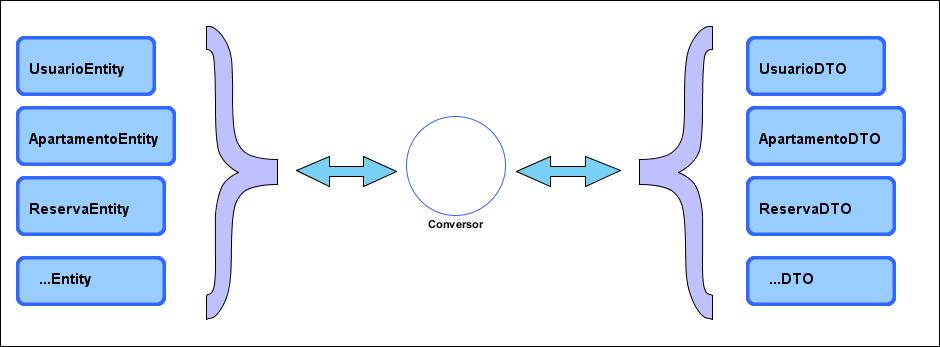 UsuarioEntity
ApartamentoEntity
ReservaEntity
...Entity
Conversor
UsuarioDTO
ApartamentoDTO
ReservaDTO
...DTO